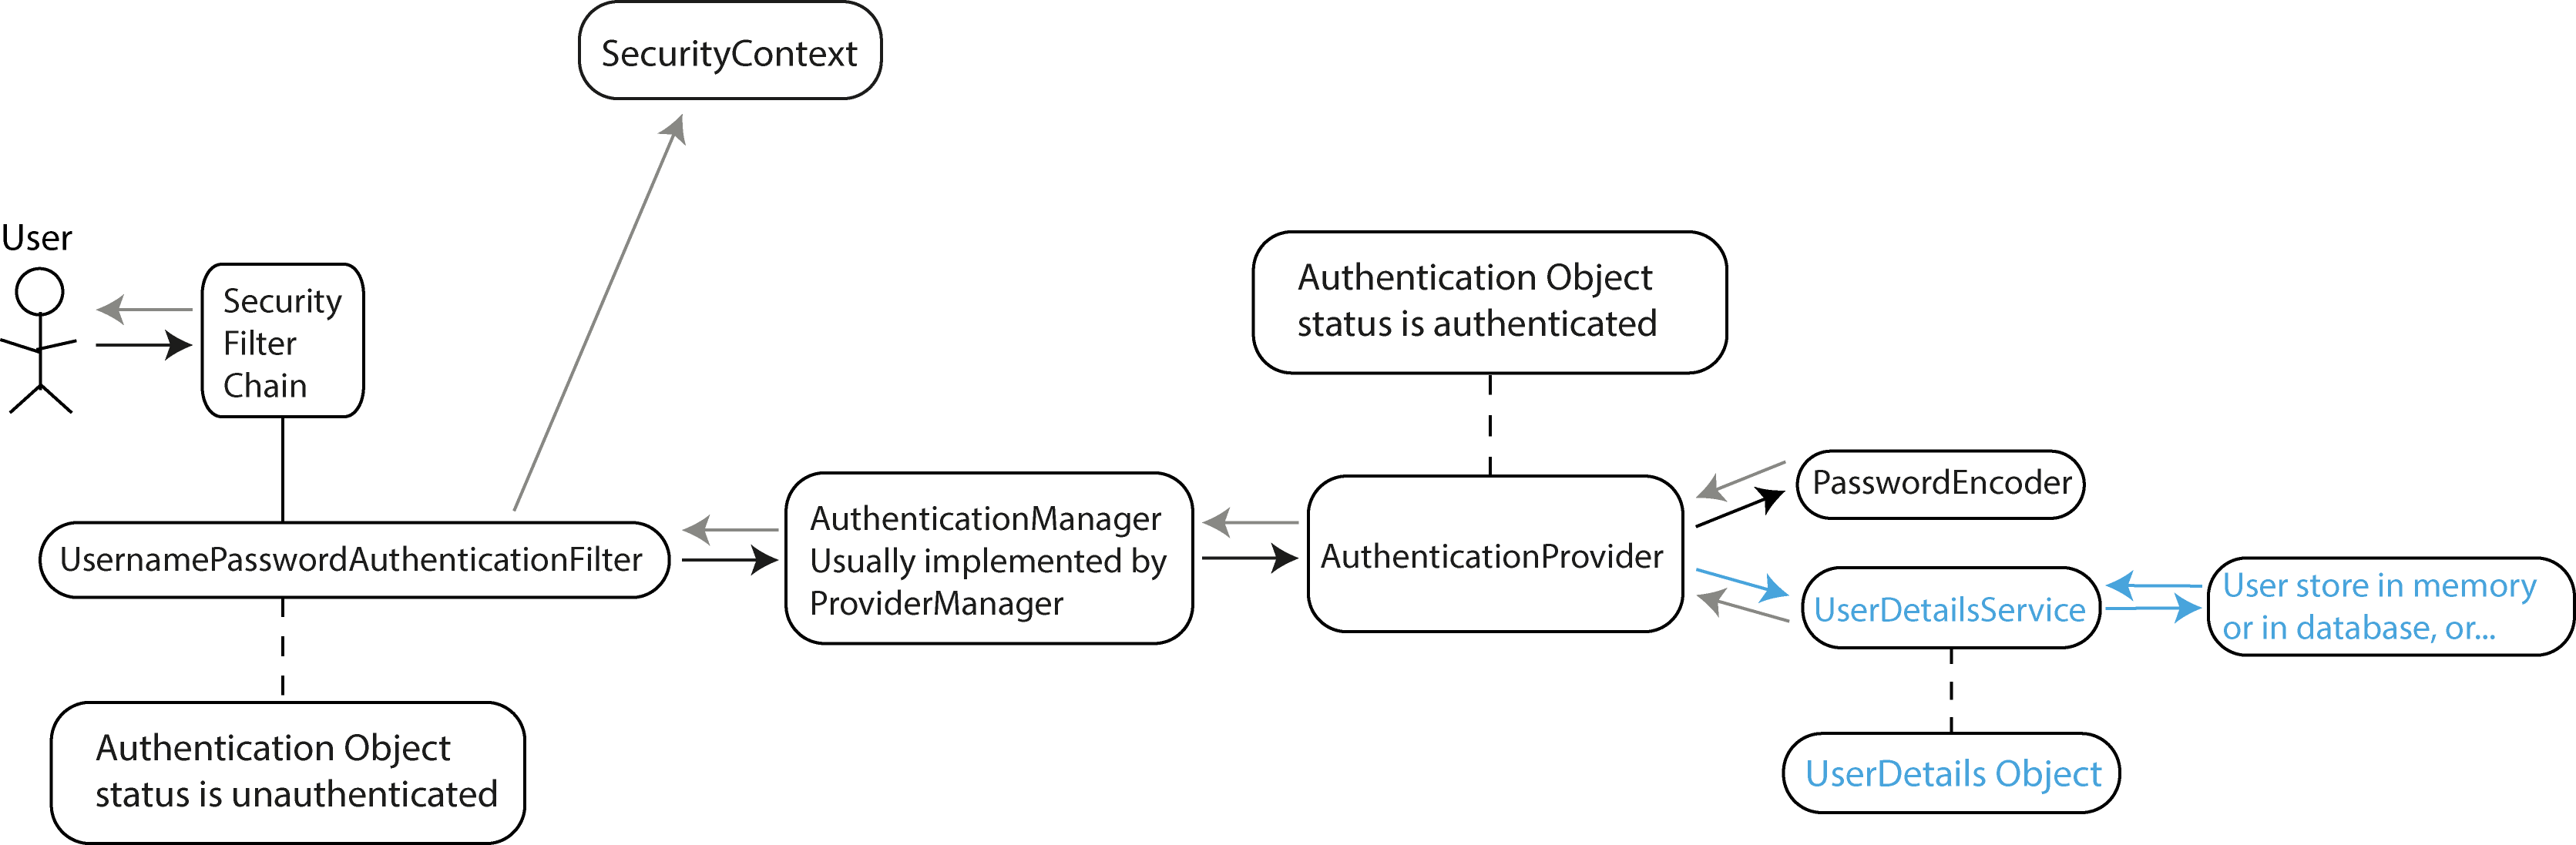 SecurityContext
User
Security
Filter
Chain
Authentication Object
status is authenticated
UsernamePasswordAuthenticationFilter
AuthenticationManager
Usually implemented by
ProviderManager
AuthenticationProvider
PasswordEncoder
UserDetailsService
User store in memory
or in database, or...
Authentication Object
status is unauthenticated
UserDetails Object